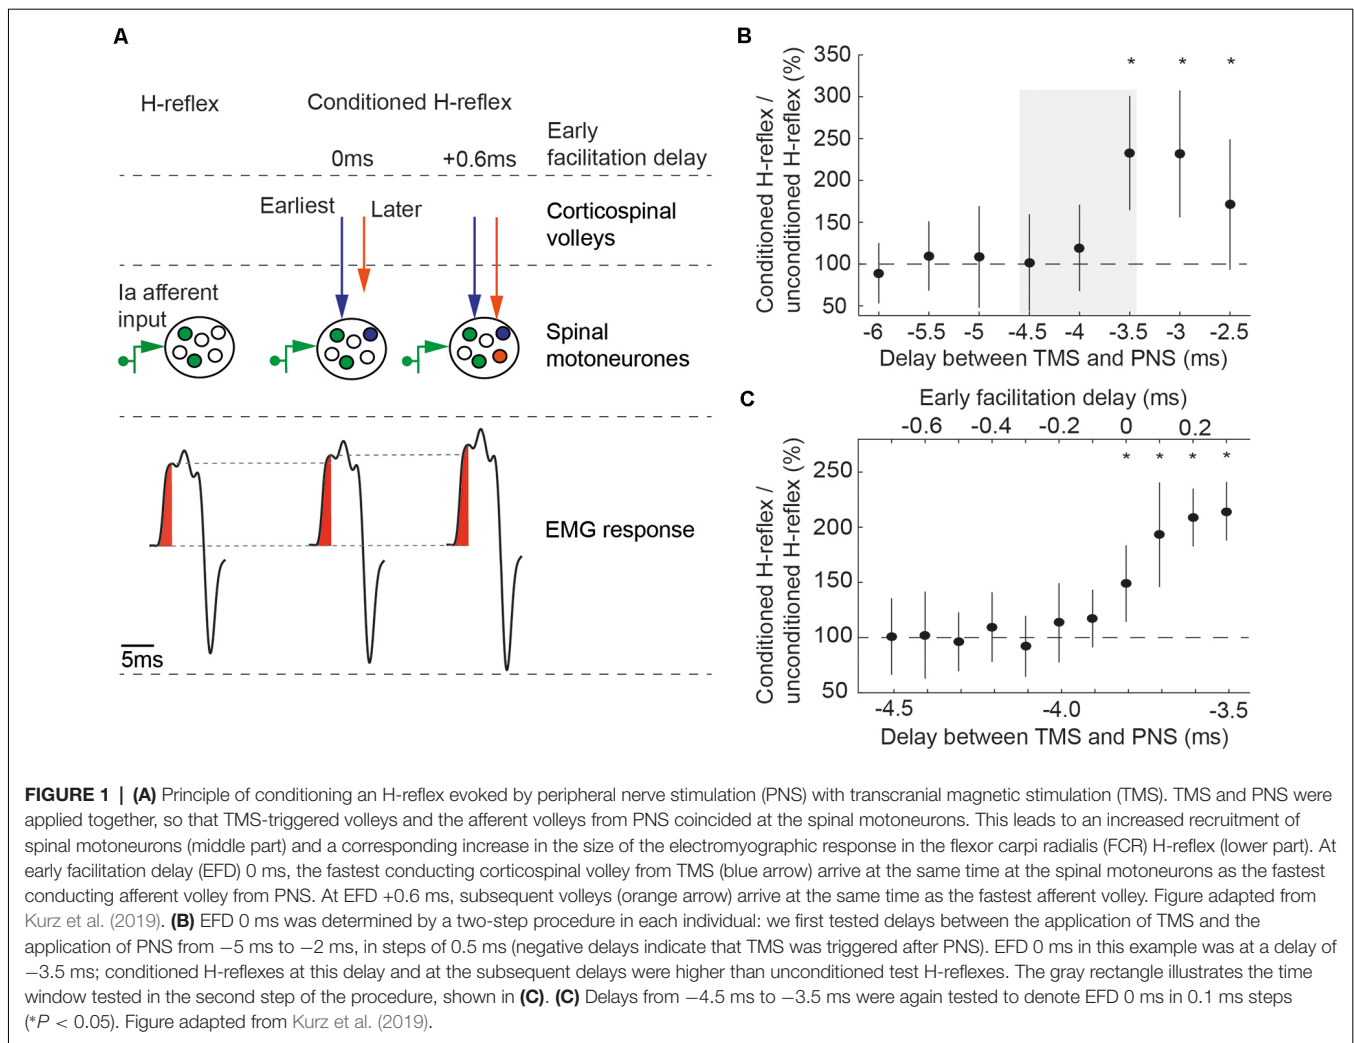 A
H-reflex
Conditioned H-reflex
0ms
+0.6ms
Early
facilitation delay
Earliest
Later
Corticospinal
volleys
Ia afferent
input
Spinal
motoneurones
EMG response
5ms
B
Conditioned H-reflex /
unconditioned H-reflex (%)
350
300
250
200
150
100
50
* * *
-6 -5.5 -5 -4.5 -4 -3.5 -3 -2.5
Delay between TMS and PNS (ms)
C
Early facilitation delay (ms)
-0.6 -0.4 -0.2 0 0.2
Conditioned H-reflex /
unconditioned H-reflex (%)
250
200
150
100
50
* * * *
-4.5 -4.0 -3.5
Delay between TMS and PNS (ms)
FIGURE 1 | (A) Principle of conditioning an H-reflex evoked by peripheral nerve stimulation (PNS) with transcranial magnetic stimulation (TMS). TMS and PNS were
applied together, so that TMS-triggered volleys and the afferent volleys from PNS coincided at the spinal motoneurons. This leads to an increased recruitment of
spinal motoneurons (middle part) and a corresponding increase in the size of the electromyographic response in the flexor carpi radialis (FCR) H-reflex (lower part). At
early facilitation delay (EFD) 0 ms, the fastest conducting corticospinal volley from TMS (blue arrow) arrive at the same time at the spinal motoneurons as the fastest
conducting afferent volley from PNS. At EFD +0.6 ms, subsequent volleys (orange arrow) arrive at the same time as the fastest afferent volley. Figure adapted from
Kurz et al. (2019). (B) EFD 0 ms was determined by a two-step procedure in each individual: we first tested delays between the application of TMS and the
application of PNS from −5 ms to −2 ms, in steps of 0.5 ms (negative delays indicate that TMS was triggered after PNS). EFD 0 ms in this example was at a delay of
−3.5 ms; conditioned H-reflexes at this delay and at the subsequent delays were higher than unconditioned test H-reflexes. The gray rectangle illustrates the time
window tested in the second step of the procedure, shown in (C). (C) Delays from −4.5 ms to −3.5 ms were again tested to denote EFD 0 ms in 0.1 ms steps
(*P < 0.05). Figure adapted from Kurz et al. (2019).